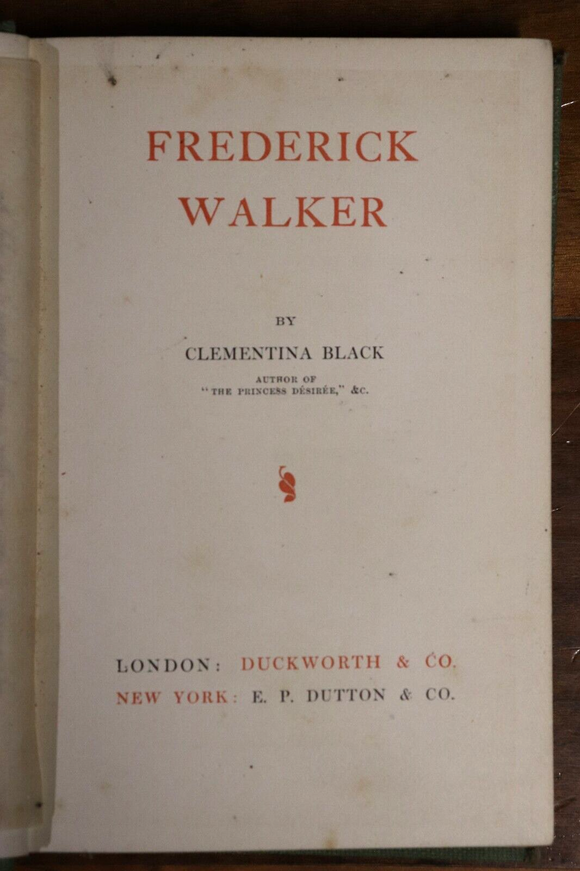 FREDERICK
WALKER
BY
CLEMENTINA BLACK
AUTHOR OF
"THE PRINCESS DÉSIRÉE," &C.
LONDON: DUCKWORTH & CO.
NEW YORK: E. P. DUTTON & CO.